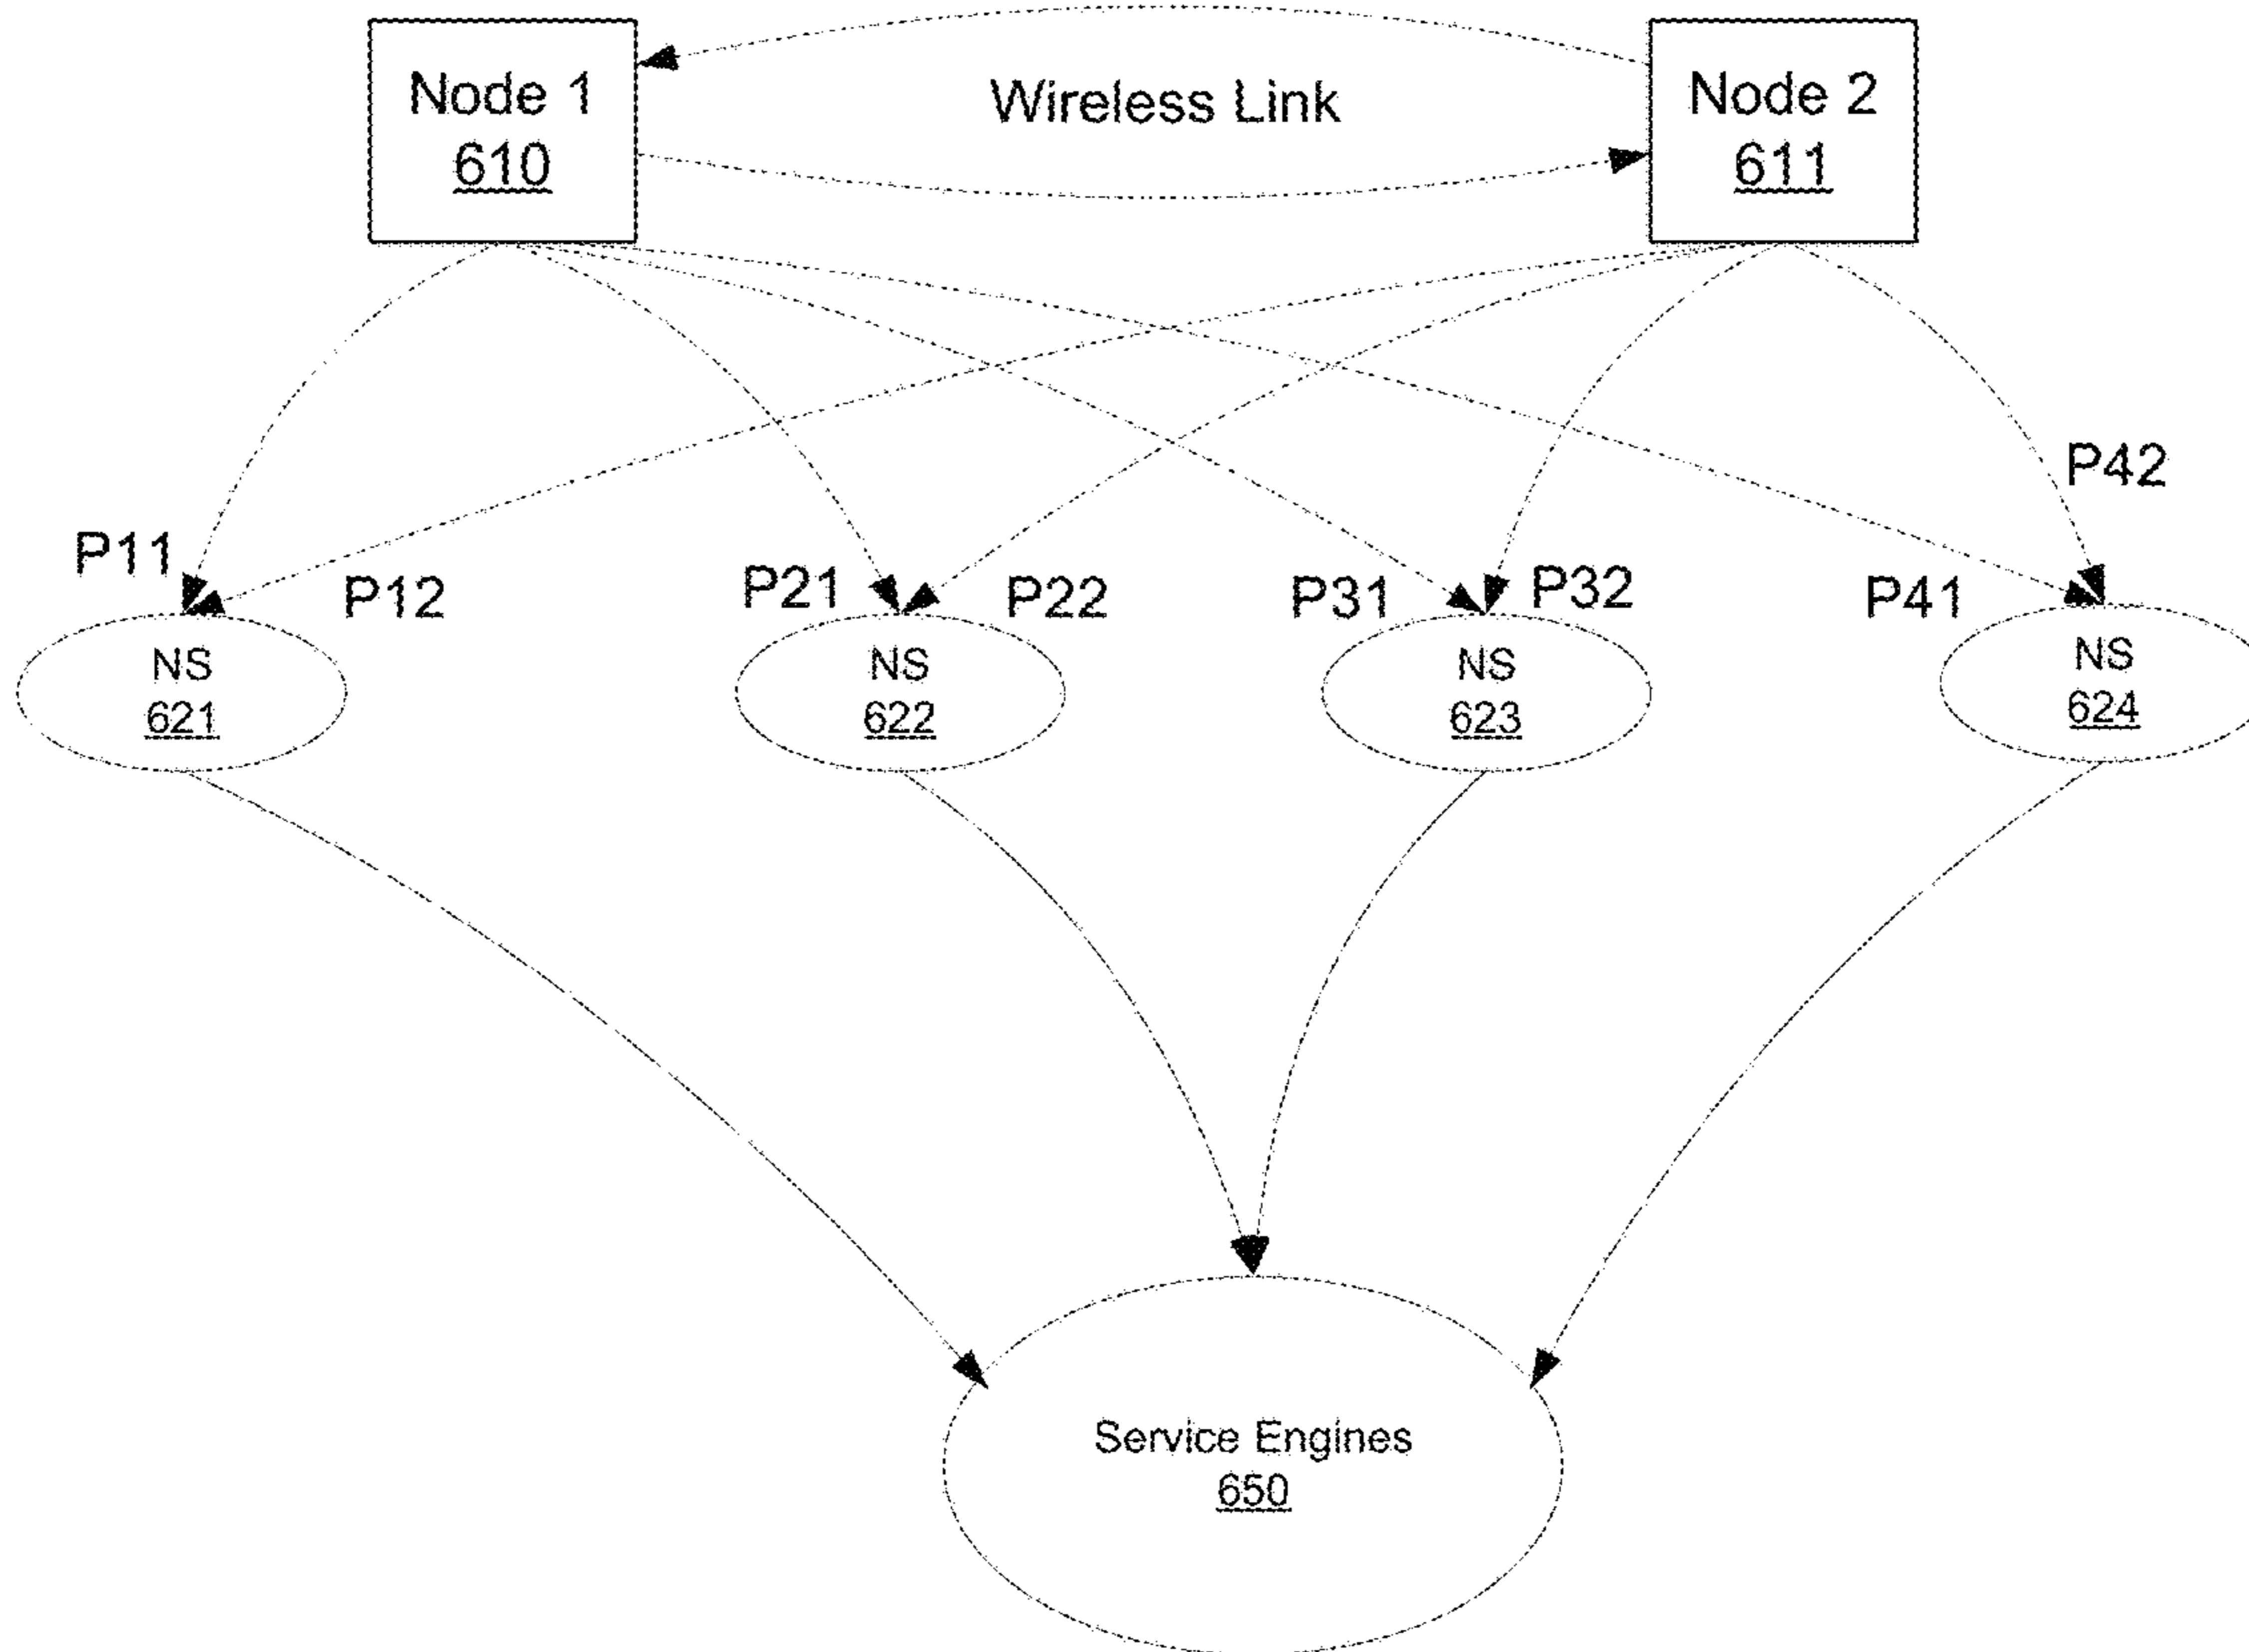 Node 1
610
Wireless Link
Node 2
611
P42
P11
P12
P21
P22
P31
P32
P41
NS
621
NS
622
NS
623
NS
624
Service Engines
650